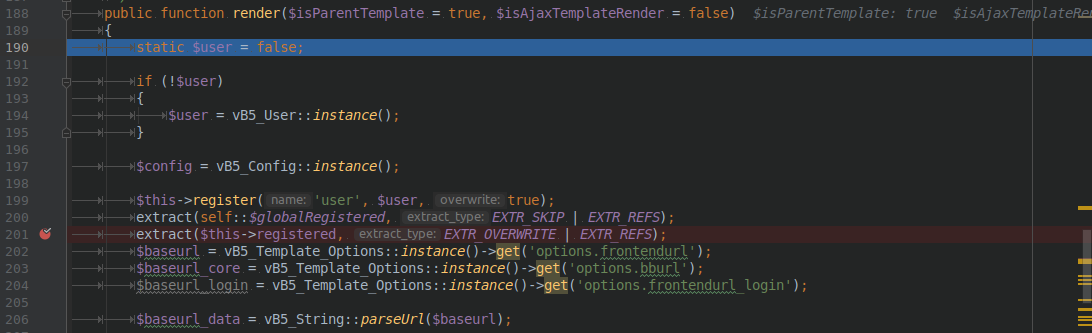 188 public function render($isParentTemplate = true, $isAjaxTemplateRender = false) $isParentTemplate: true $isAjaxTemplateRen
189 {
190 static $user = false;
191
192 if (!$user)
193 {
194 $user = vB5_User::instance();
195 }
196
197 $config = vB5_Config::instance();
198
199 $this->register( name: 'user', $user, overwrite: true);
200 extract(self::$globalRegistered, extract_type: EXTR_SKIP | EXTR_REFS);
201 extract($this->registered, extract_type: EXTR_OVERWRITE | EXTR_REFS);
202 $baseurl = vB5_Template_Options::instance()->get('options.frontendurl');
203 $baseurl_core = vB5_Template_Options::instance()->get('options.bburl');
204 $baseurl_login = vB5_Template_Options::instance()->get('options.frontendurl_login');
205
206 $baseurl_data = vB5_String::parseUrl($baseurl);